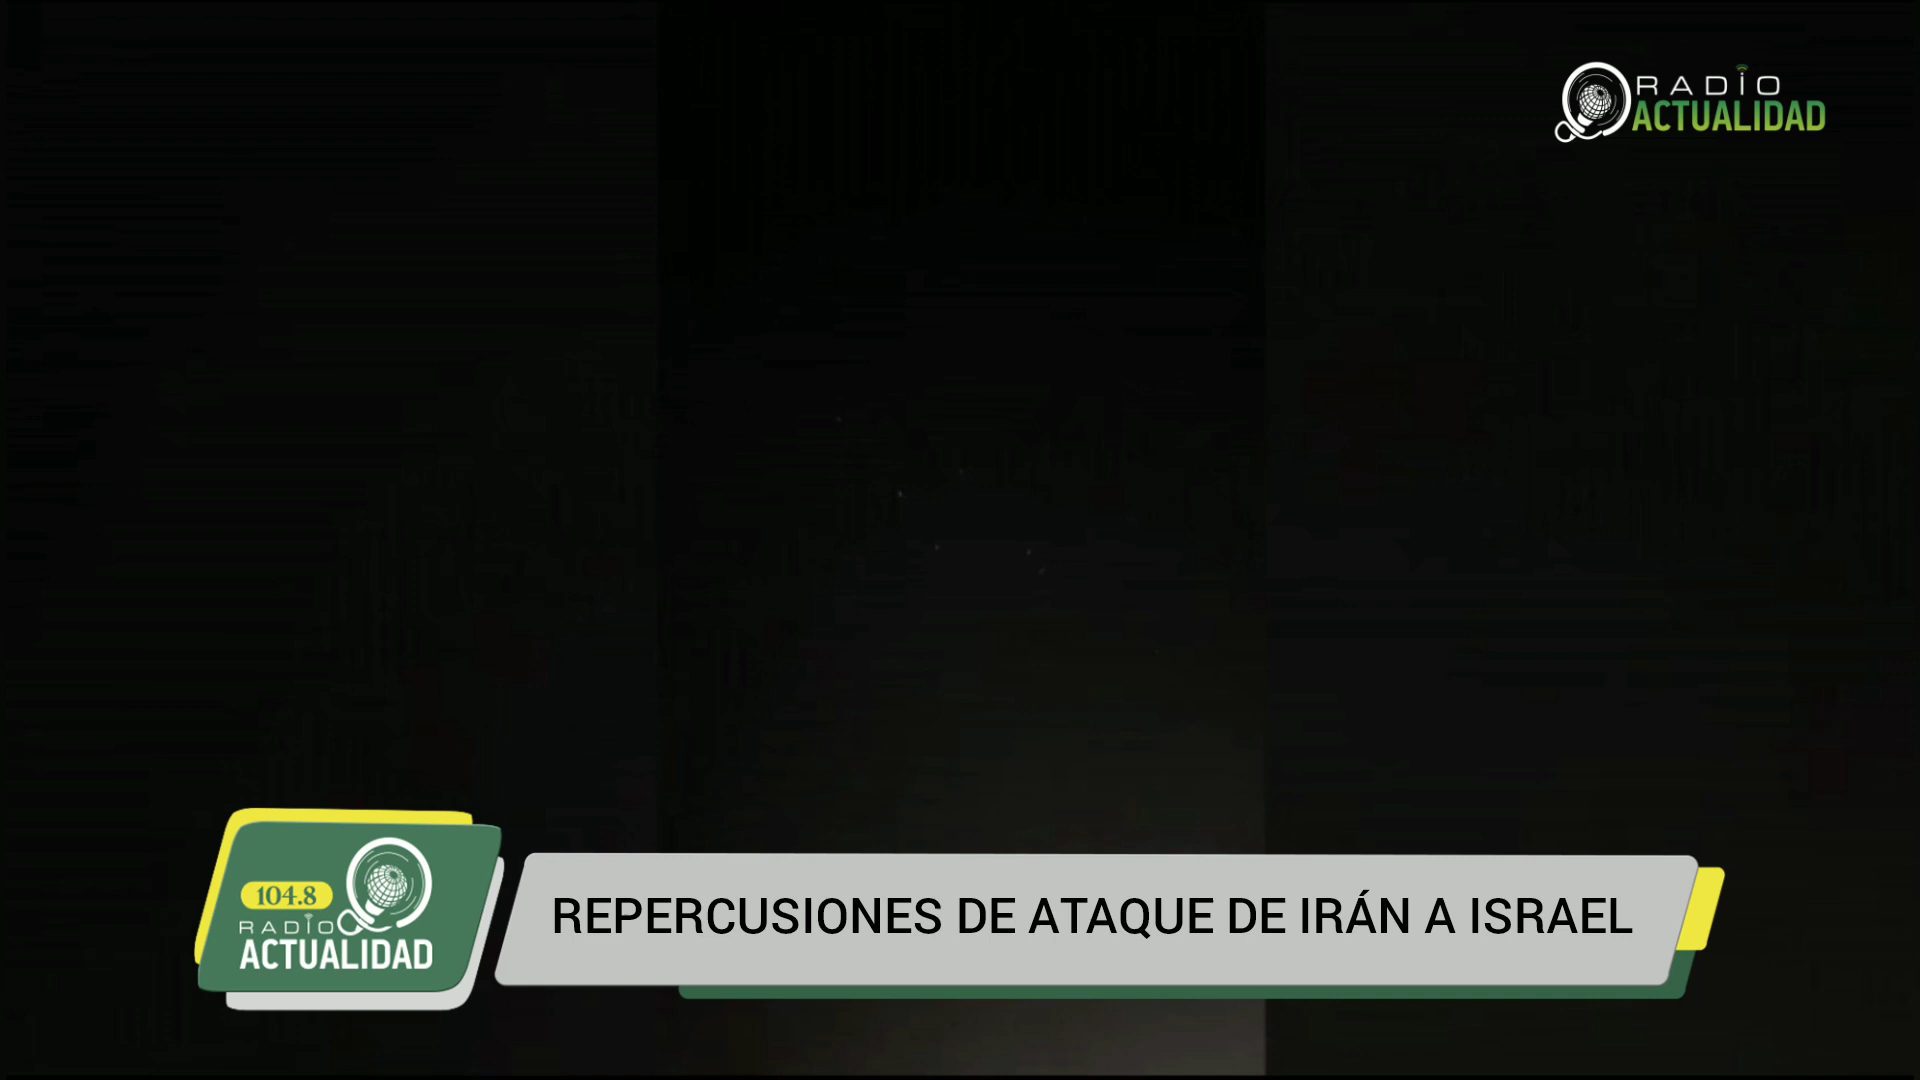 RADIO
ACTUALIDAD
104.8
RADIO
ACTUALIDAD
REPERCUSIONES DE ATAQUE DE IRÁN A ISRAEL